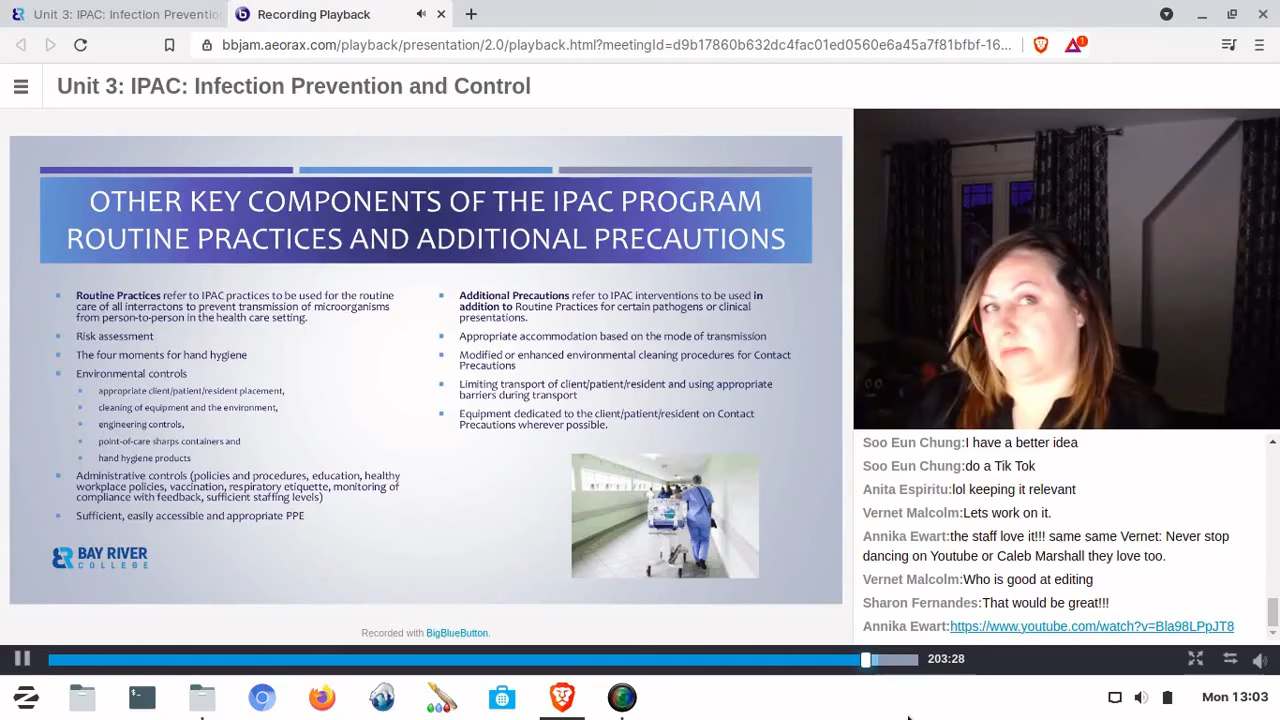 Unit 3: IPAC: Infection Preventio
Recording Playback
bbjam.aeorax.com/playback/presentation/2.0/playback.html?meetingId=d9b17860b632dc4fac01ed0560e6a45a7f81bfbf-16...
1
Unit 3: IPAC: Infection Prevention and Control
OTHER KEY COMPONENTS OF THE IPAC PROGRAM
ROUTINE PRACTICES AND ADDITIONAL PRECAUTIONS
Routine Practices refer to IPAC practices to be used for the routine
care of all interractons to prevent transmission of microorganisms
from person-to-person in the health care setting.
Risk assessment
The four moments for hand hygiene
Environmental controls
appropriate client/patient/resident placement,
cleaning of equipment and the environment,
engineering controls,
point-of-care sharps containers and
hand hygiene products
Administrative controls (policies and procedures, education, healthy
workplace policies, vaccination, respiratory etiquette, monitoring of
compliance with feedback, sufficient staffing levels)
Sufficient, easily accessible and appropriate PPE
Additional Precautions refer to IPAC interventions to be used in
addition to Routine Practices for certain pathogens or clinical
presentations.
Appropriate accommodation based on the mode of transmission
Modified or enhanced environmental cleaning procedures for Contact
Precautions
Limiting transport of client/patient/resident and using appropriate
barriers during transport
Equipment dedicated to the client/patient/resident on Contact
Precautions wherever possible.
BAY RIVER
COLLEGE
Recorded with BigBlueButton.
Soo Eun Chung:I have a better idea
Soo Eun Chung:do a Tik Tok
Anita Espiritu:lol keeping it relevant
Vernet Malcolm:Lets work on it.
Annika Ewart:the staff love it!!! same same Vernet: Never stop
dancing on Youtube or Caleb Marshall they love too.
Vernet Malcolm:Who is good at editing
Sharon Fernandes:That would be great!!!
Annika Ewart:https://www.youtube.com/watch?v=Bla98LPpJT8
203:28
Mon 13:03